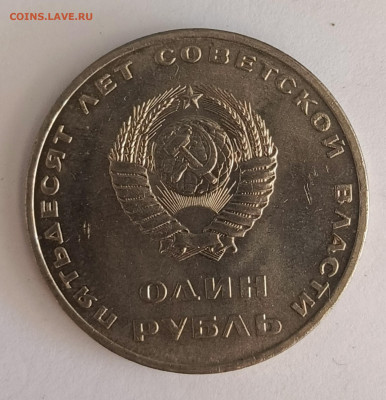 COINS.LAVE.RU
ПЯТЬДЕСЯТ ЛЕТ СОВЕТСКОЙ ВЛАСТИ
ОДИН
РУБЛЬ